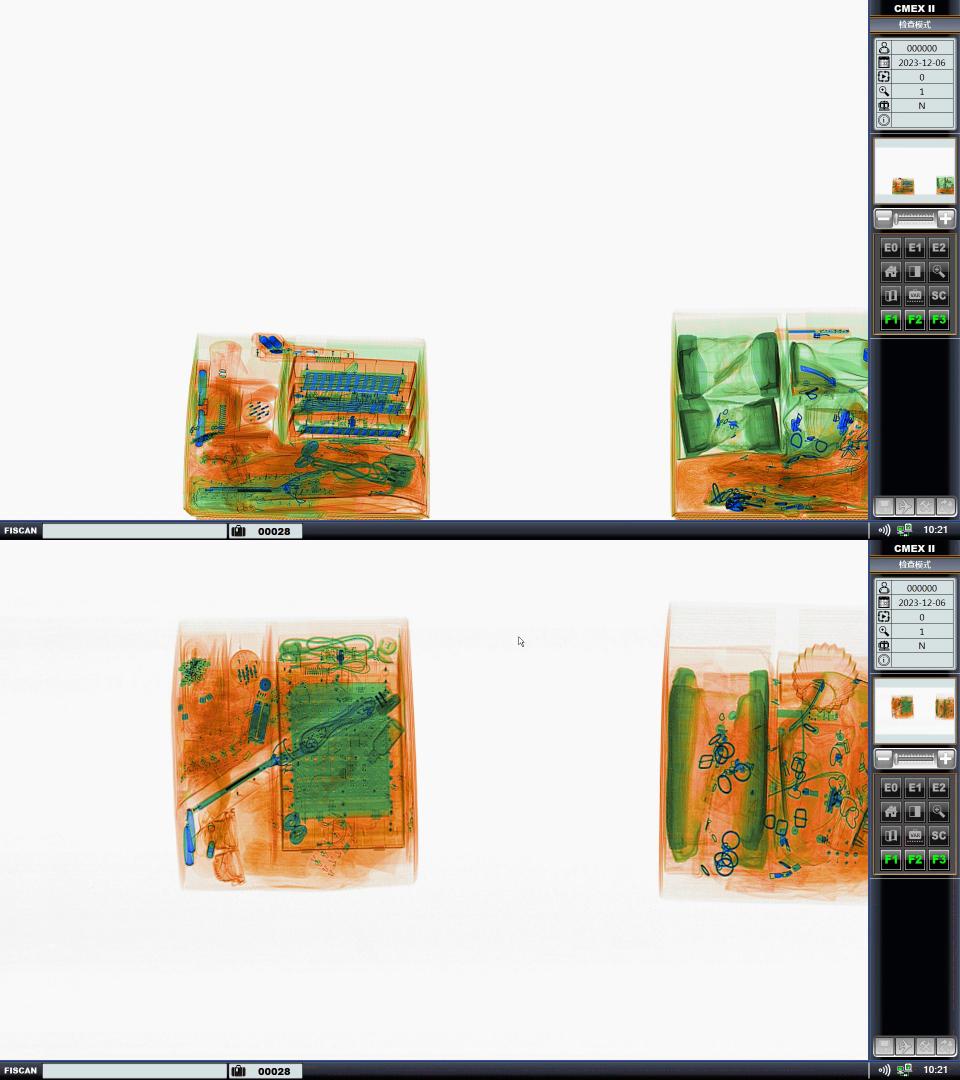 CMEX II
检查模式
000000
2023-12-06
0
1
N
E0 E1 E2
VAR SC
F1 F2 F3
FISCAN 00028 10:21
CMEX II
检查模式
000000
2023-12-06
0
1
N
E0 E1 E2
VAR SC
F1 F2 F3
FISCAN 00028 10:21